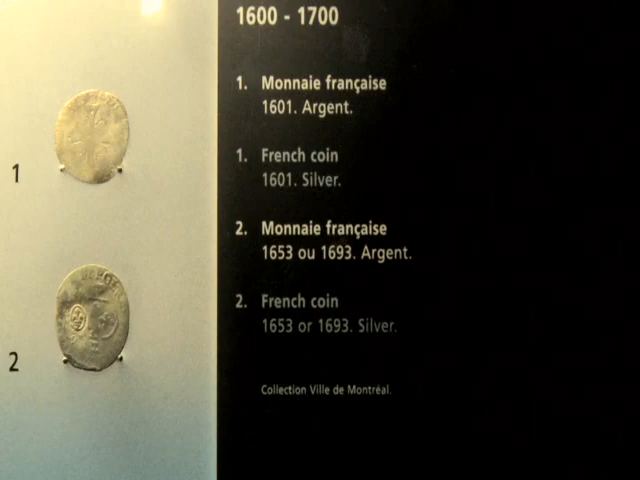 1600 - 1700
1. Monnaie française
1601. Argent.
1. French coin
1601. Silver.
2. Monnaie française
1653 ou 1693. Argent.
2. French coin
1653 or 1693. Silver.
Collection Ville de Montréal.
1
2